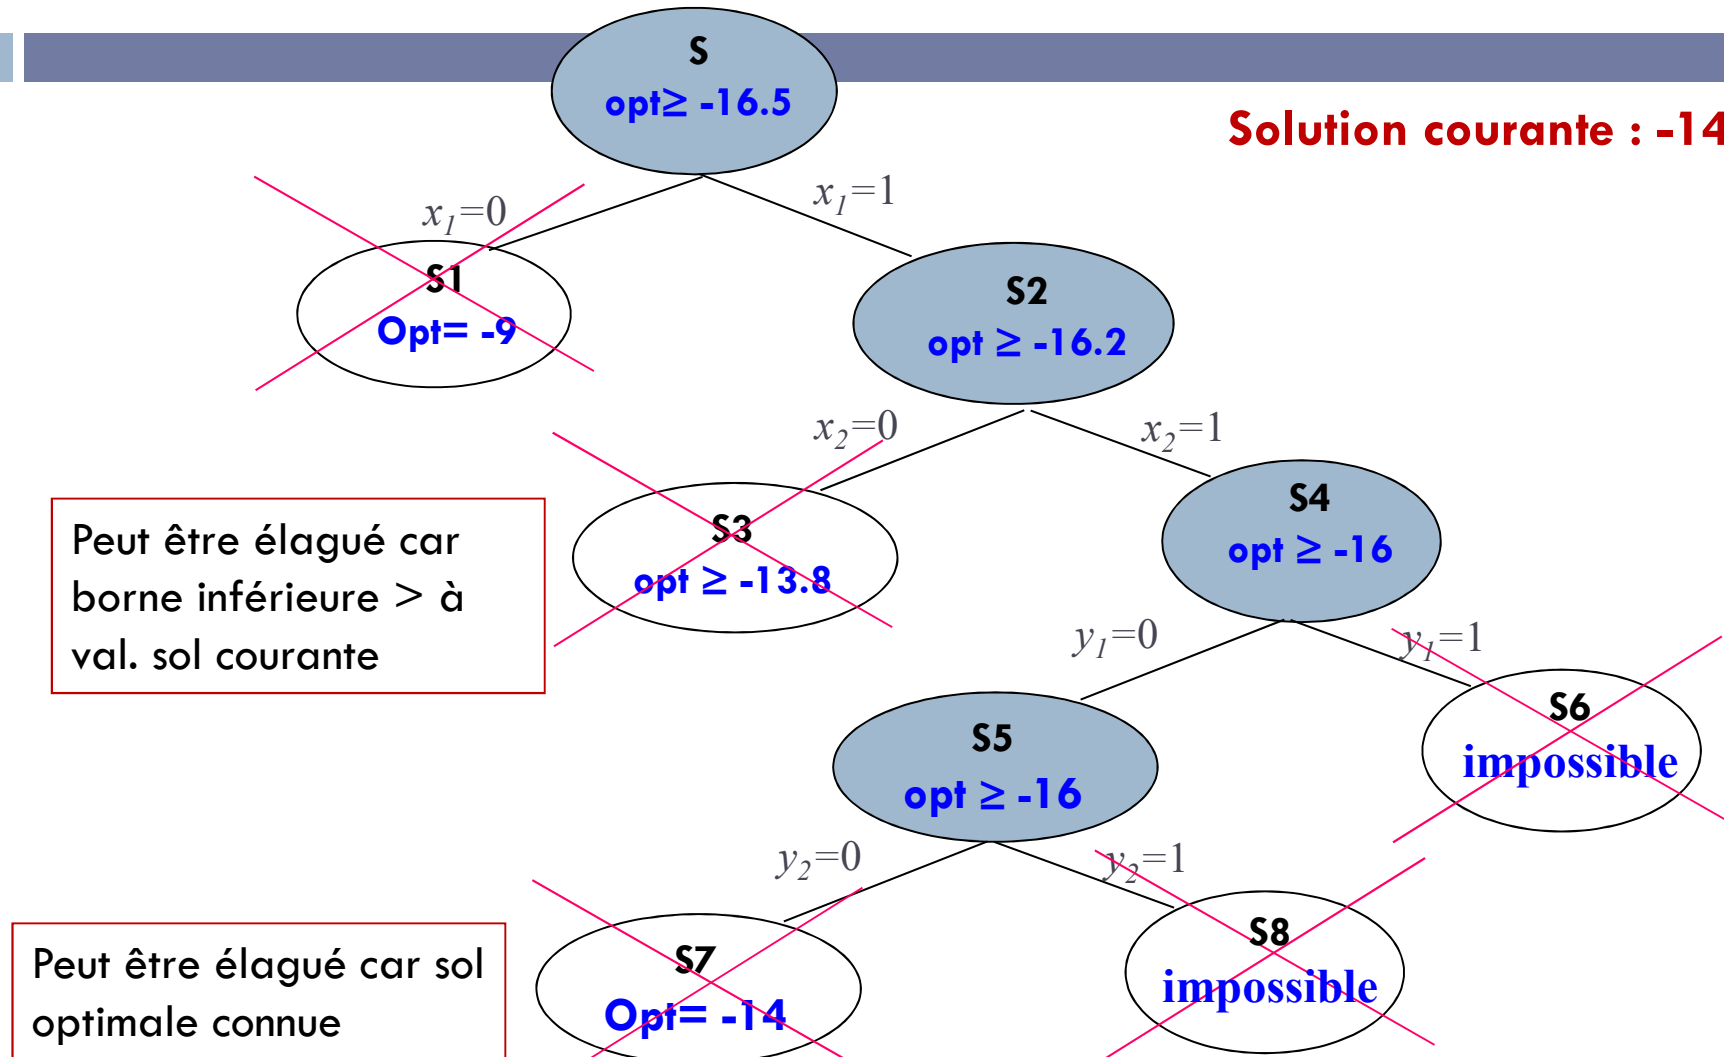 S
opt≥ -16.5
Solution courante : -14
x1=0
x1=1
S1
Opt= -9
S2
opt ≥ -16.2
x2=0
x2=1
S3
opt ≥ -13.8
S4
opt ≥ -16
Peut être élagué car
borne inférieure > à
val. sol courante
y1=0
y1=1
S5
opt ≥ -16
S6
impossible
y2=0
y2=1
S7
Opt= -14
S8
impossible
Peut être élagué car sol
optimale connue